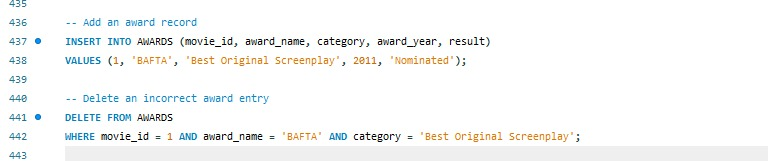 435
436 -- Add an award record
437 INSERT INTO AWARDS (movie_id, award_name, category, award_year, result)
438 VALUES (1, 'BAFTA', 'Best Original Screenplay', 2011, 'Nominated');
439
440 -- Delete an incorrect award entry
441 DELETE FROM AWARDS
442 WHERE movie_id = 1 AND award_name = 'BAFTA' AND category = 'Best Original Screenplay';
443